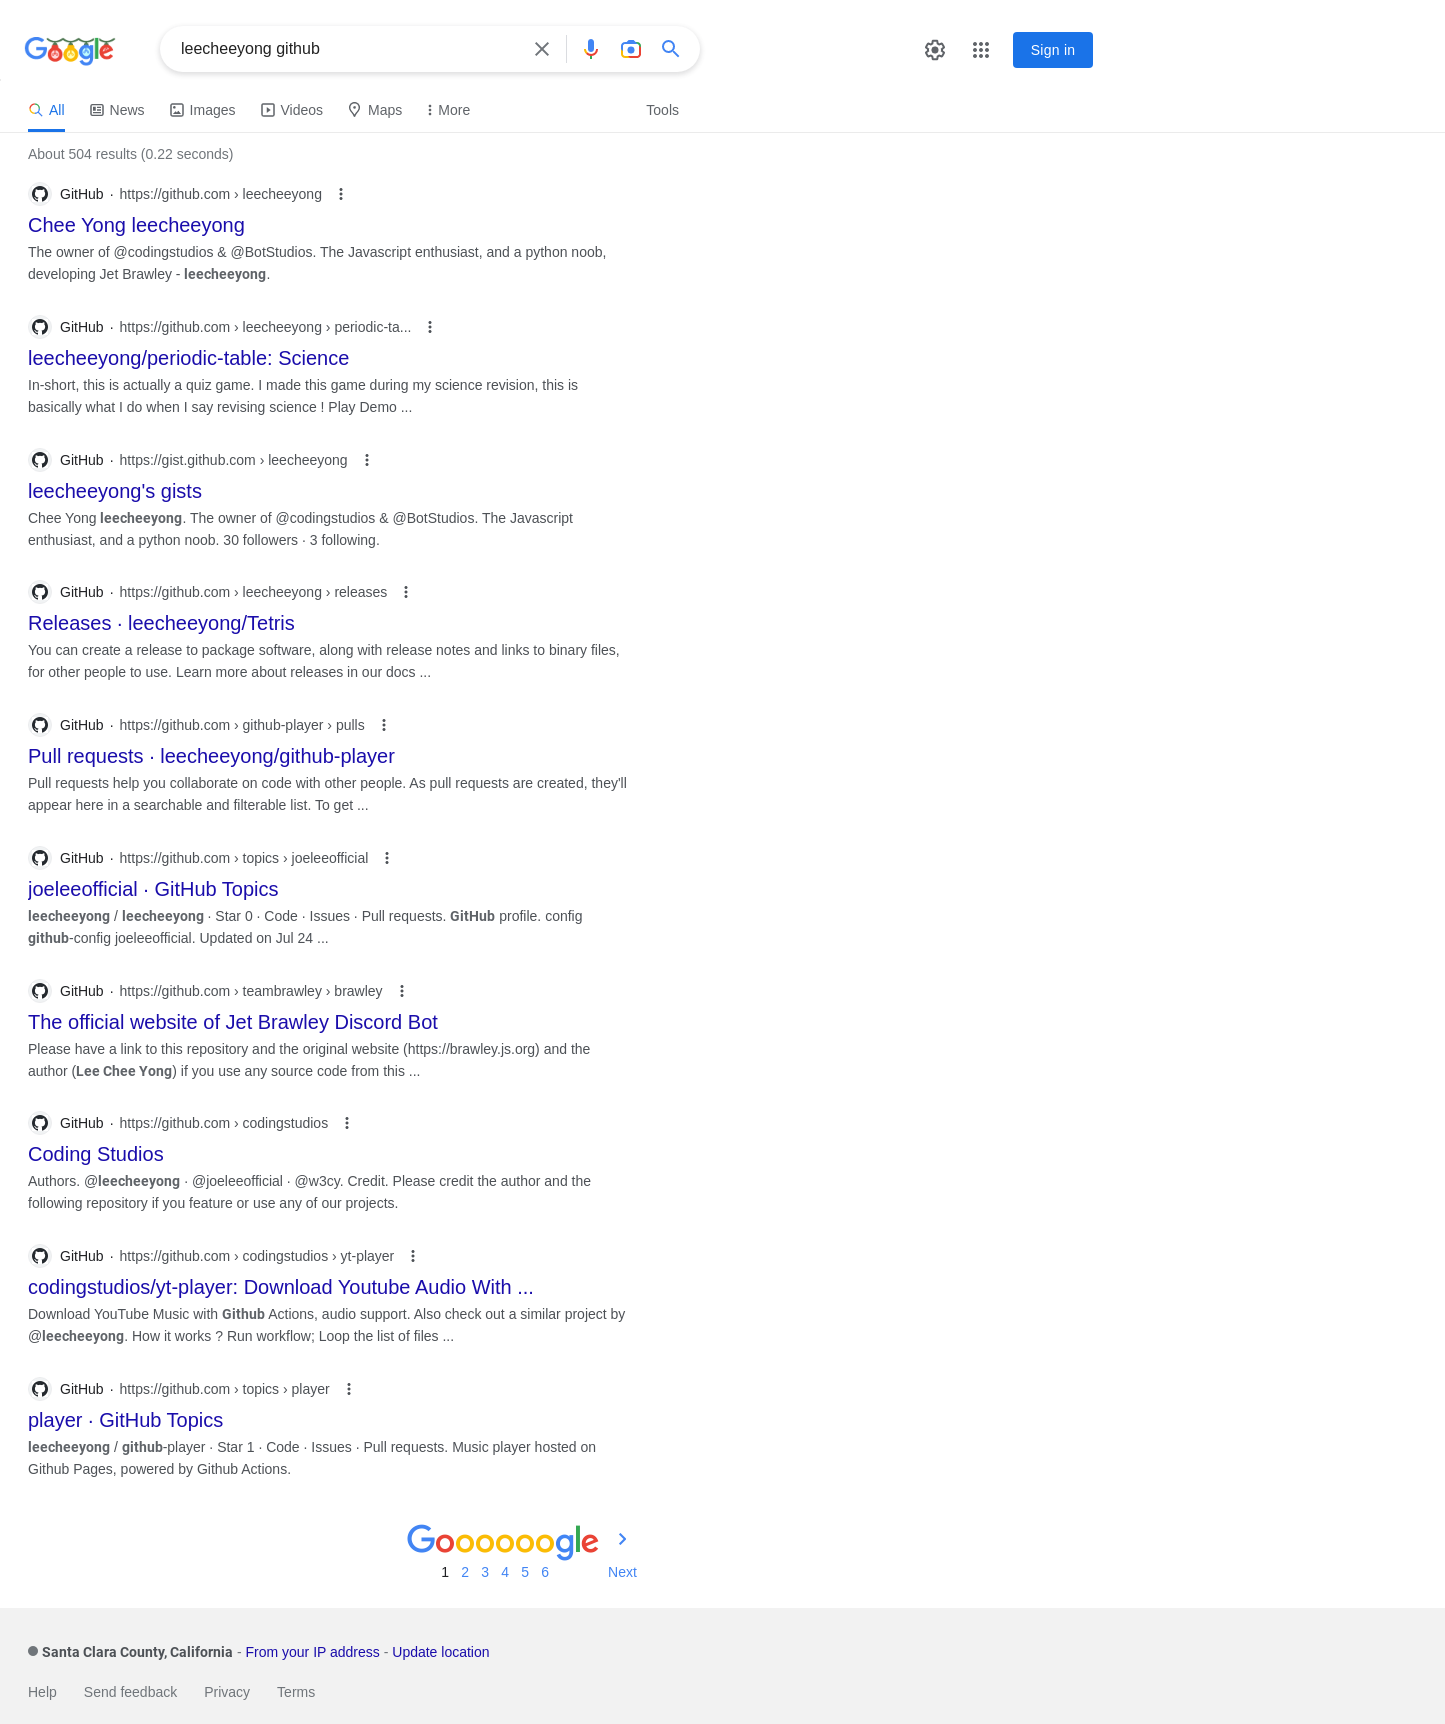 Google
leecheeyong github
Sign in
All News Images Videos Maps More Tools
About 504 results (0.22 seconds)
GitHub · https://github.com › leecheeyong
Chee Yong leecheeyong
The owner of @codingstudios & @BotStudios. The Javascript enthusiast, and a python noob,
developing Jet Brawley - leecheeyong.
GitHub · https://github.com › leecheeyong › periodic-ta...
leecheeyong/periodic-table: Science
In-short, this is actually a quiz game. I made this game during my science revision, this is
basically what I do when I say revising science ! Play Demo ...
GitHub · https://gist.github.com › leecheeyong
leecheeyong's gists
Chee Yong leecheeyong. The owner of @codingstudios & @BotStudios. The Javascript
enthusiast, and a python noob. 30 followers · 3 following.
GitHub · https://github.com › leecheeyong › releases
Releases · leecheeyong/Tetris
You can create a release to package software, along with release notes and links to binary files,
for other people to use. Learn more about releases in our docs ...
GitHub · https://github.com › github-player › pulls
Pull requests · leecheeyong/github-player
Pull requests help you collaborate on code with other people. As pull requests are created, they'll
appear here in a searchable and filterable list. To get ...
GitHub · https://github.com › topics › joeleeofficial
joeleeofficial · GitHub Topics
leecheeyong / leecheeyong · Star 0 · Code · Issues · Pull requests. GitHub profile. config
github-config joeleeofficial. Updated on Jul 24 ...
GitHub · https://github.com › teambrawley › brawley
The official website of Jet Brawley Discord Bot
Please have a link to this repository and the original website (https://brawley.js.org) and the
author (Lee Chee Yong) if you use any source code from this ...
GitHub · https://github.com › codingstudios
Coding Studios
Authors. @leecheeyong · @joeleeofficial · @w3cy. Credit. Please credit the author and the
following repository if you feature or use any of our projects.
GitHub · https://github.com › codingstudios › yt-player
codingstudios/yt-player: Download Youtube Audio With ...
Download YouTube Music with Github Actions, audio support. Also check out a similar project by
@leecheeyong. How it works ? Run workflow; Loop the list of files ...
GitHub · https://github.com › topics › player
player · GitHub Topics
leecheeyong / github-player · Star 1 · Code · Issues · Pull requests. Music player hosted on
Github Pages, powered by Github Actions.
Goooooogle
1 2 3 4 5 6 Next
Santa Clara County, California - From your IP address - Update location
Help Send feedback Privacy Terms